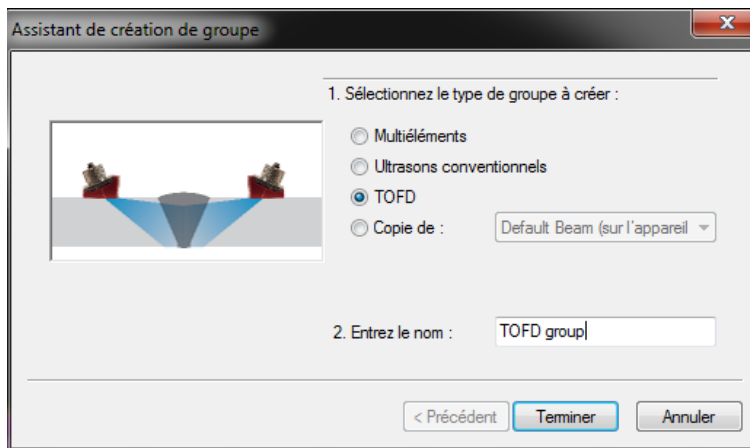 Assistant de création de groupe
1. Sélectionnez le type de groupe à créer :
Multiéléments
Ultrasons conventionnels
TOFD
Copie de :
Default Beam (sur l'appareil
2. Entrez le nom :
TOFD group
< Précédent
Terminer
Annuler